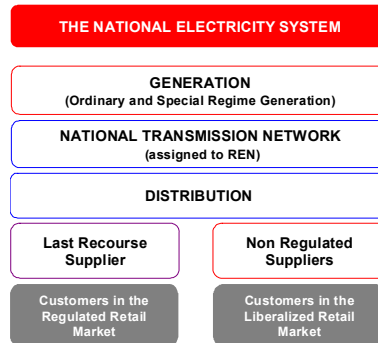 THE NATIONAL ELECTRICITY SYSTEM
GENERATION
(Ordinary and Special Regime Generation)
NATIONAL TRANSMISSION NETWORK
(assigned to REN)
DISTRIBUTION
Last Recourse
Supplier
Non Regulated
Suppliers
Customers in the
Regulated Retail
Market
Customers in the
Liberalized Retail
Market